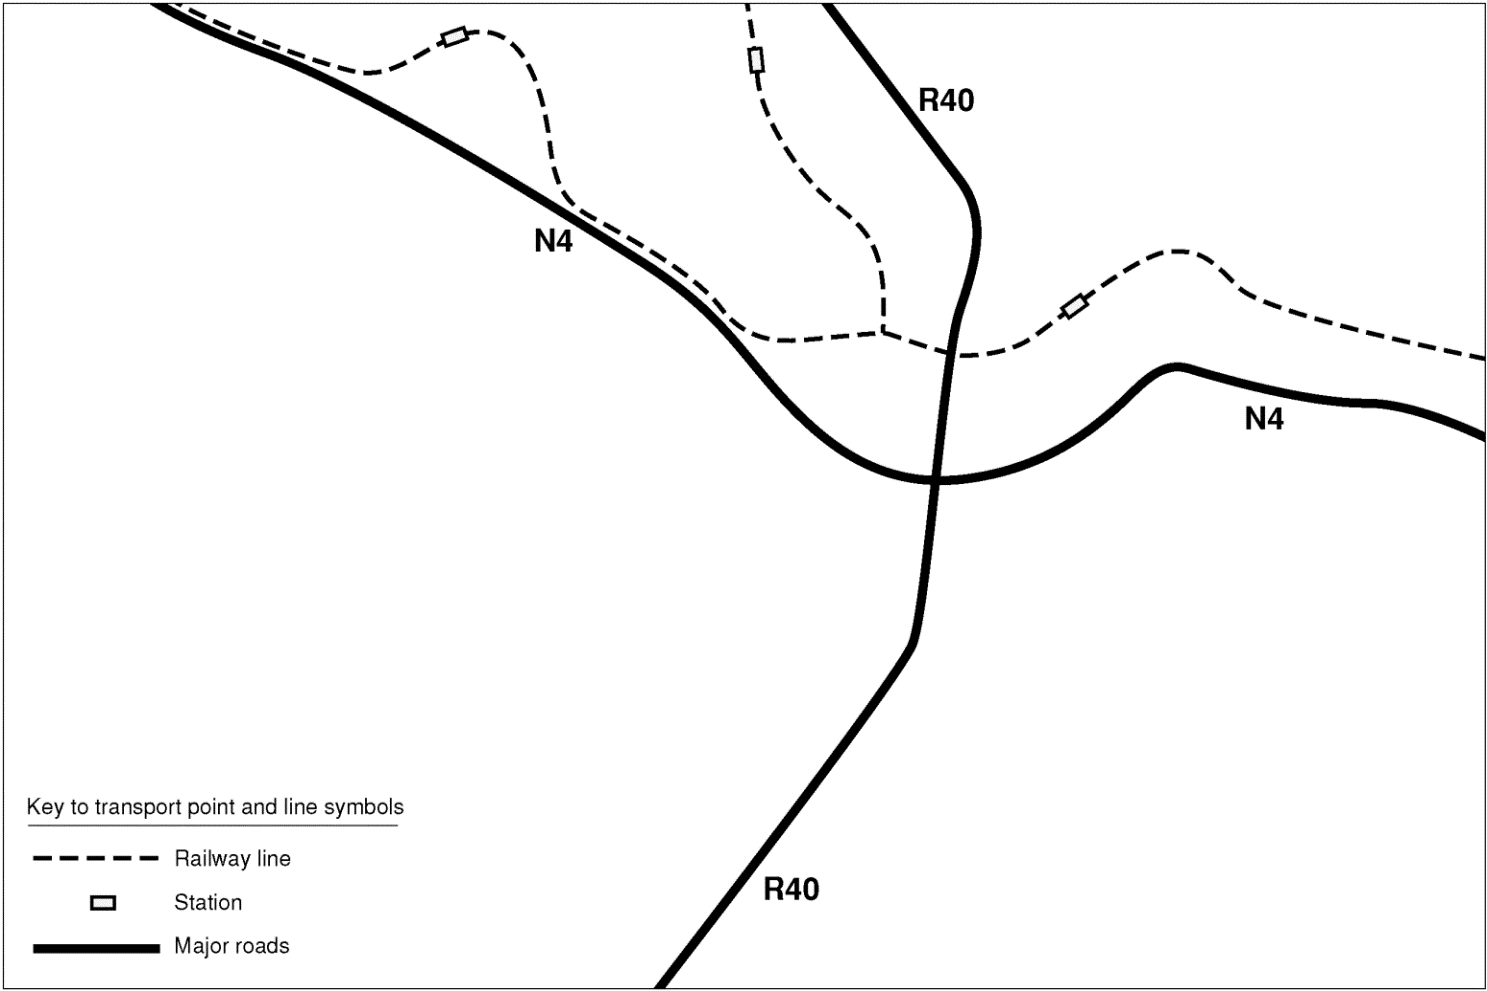 R40
N4
N4
Key to transport point and line symbols
Railway line
Station
R40
Major roads